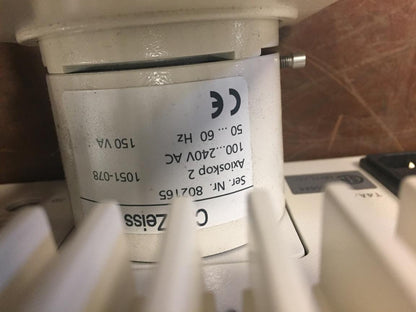 Zeiss
Ser. Nr. 802165
Axioskop 2 1051-078
100...240V AC
50 ... 60 Hz 150 VA
CE